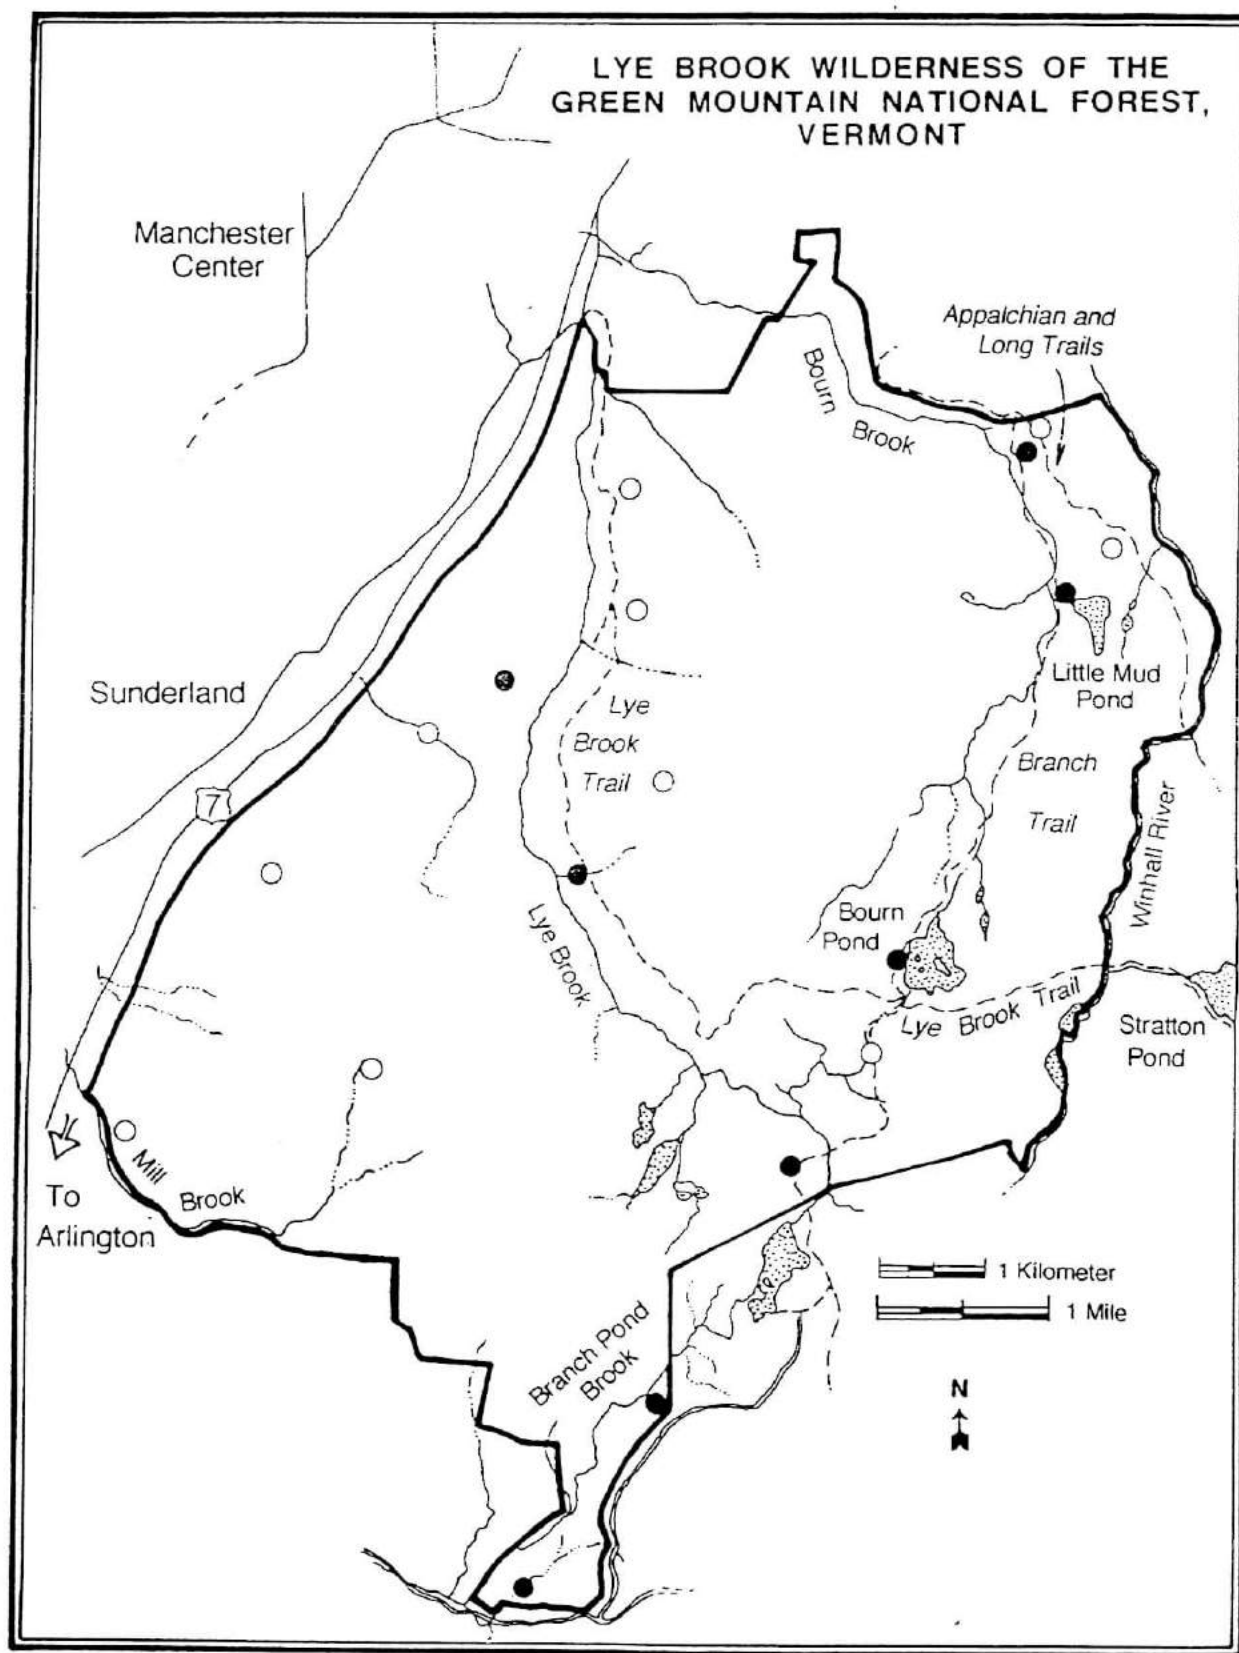 LYE BROOK WILDERNESS OF THE
GREEN MOUNTAIN NATIONAL FOREST,
VERMONT
Manchester
Center
Appalchian and
Long Trails
Bourn
Brook
Sunderland
Lye
Brook
Trail
Little Mud
Pond
Branch
Trail
7
Winhall River
Bourn
Pond
Lye Brook
Lye Brook Trail
Stratton
Pond
Mill
Brook
To
Arlington
1 Kilometer
1 Mile
Branch Pond
Brook
N